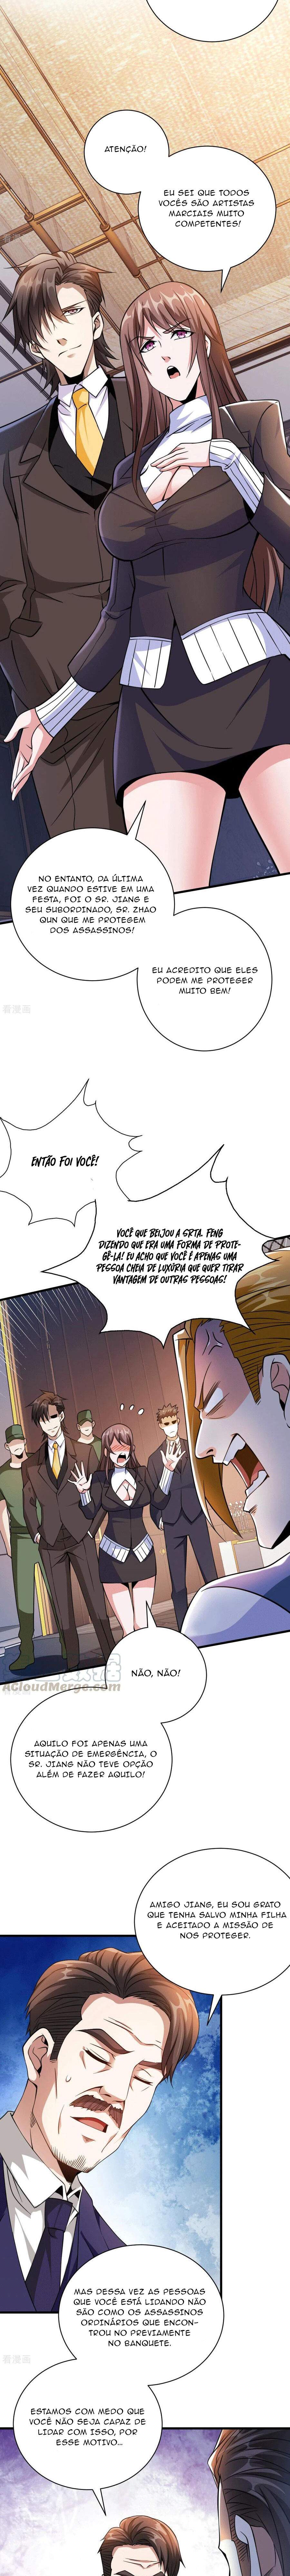 ATENÇÃO!
EU SEI QUE TODOS
VOCÊS SÃO ARTISTAS
MARCIAIS MUITO
COMPETENTES!
NO ENTANTO, DA ÚLTIMA
VEZ QUANDO ESTIVE EM UMA
FESTA, FOI O SR. JIANG E
SEU SUBORDINADO, SR. ZHAO
QUN QUE ME PROTEGEM
DOS ASSASSINOS!
EU ACREDITO QUE ELES
PODEM ME PROTEGER
MUITO BEM!
看漫画
ENTÃO FOI VOCÊ!
VOCÊ QUE BEIJOU A SRTA. FENG
DIZENDO QUE ERA UMA FORMA DE PROTE-
GÊ-LA! EU ACHO QUE VOCÊ É APENAS UMA
PESSOA CHEIA DE LUXÚRIA QUE QUER TIRAR
VANTAGEM DE OUTRAS PESSOAS!
AcloudMerge.com
NÃO, NÃO!
AQUILO FOI APENAS UMA
SITUAÇÃO DE EMERGÊNCIA, O
SR. JIANG NÃO TEVE OPÇÃO
ALÉM DE FAZER AQUILO!
AMIGO JIANG, EU SOU GRATO
QUE TENHA SALVO MINHA FILHA
E ACEITADO A MISSÃO DE
NOS PROTEGER.
MAS DESSA VEZ AS PESSOAS
QUE VOCÊ ESTÁ LIDANDO NÃO
SÃO COMO OS ASSASSINOS
ORDINÁRIOS QUE ENCON-
TROU NO PREVIAMENTE
NO BANQUETE.
看漫画
ESTAMOS COM MEDO QUE
VOCÊ NÃO SEJA CAPAZ DE
LIDAR COM ISSO, POR
ESSE MOTIVO...